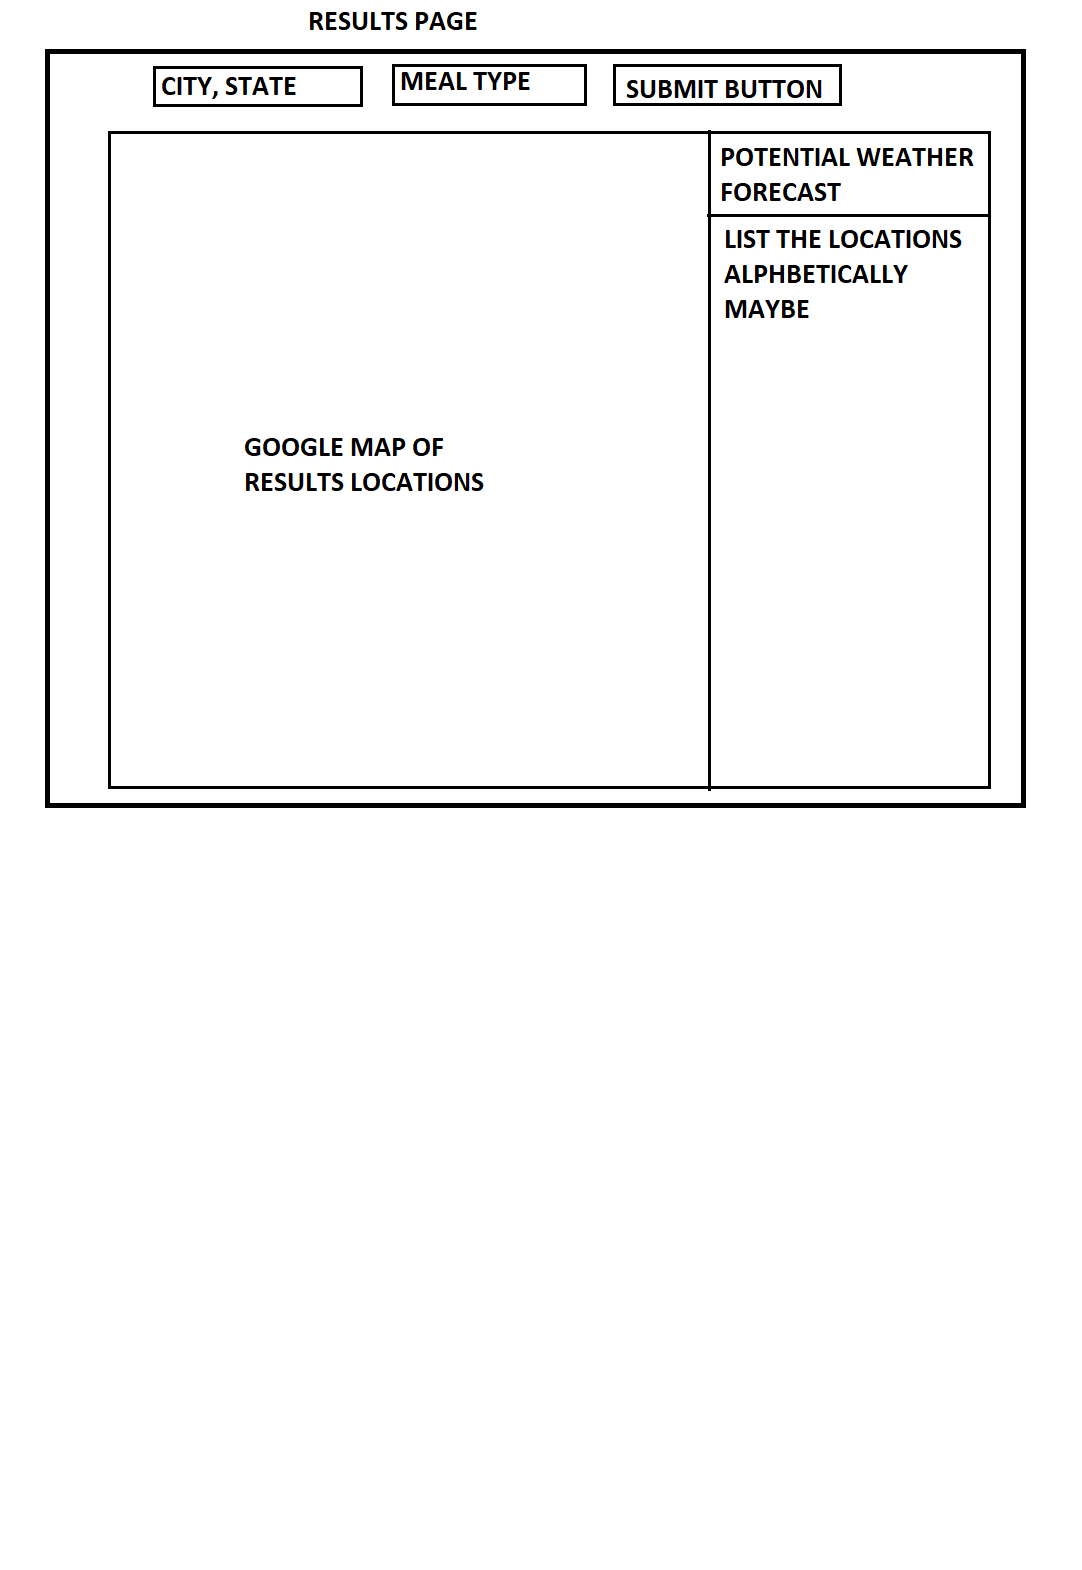 RESULTS PAGE
CITY, STATE
MEAL TYPE
SUBMIT BUTTON
POTENTIAL WEATHER
FORECAST
LIST THE LOCATIONS
ALPHBETICALLY
MAYBE
GOOGLE MAP OF
RESULTS LOCATIONS